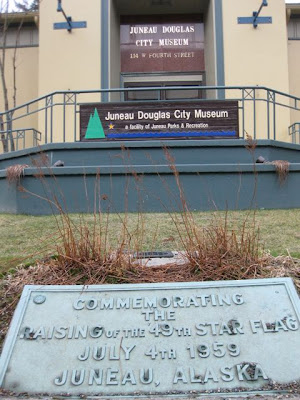 JUNEAU DOUGLAS
CITY MUSEUM
114 W FOURTH STREET
Juneau Douglas City Museum
a facility of Juneau Parks & Recreation
COMMEMORATING
THE
RAISING OF THE 49TH STAR FLAG
JULY 4TH 1959
JUNEAU, ALASKA